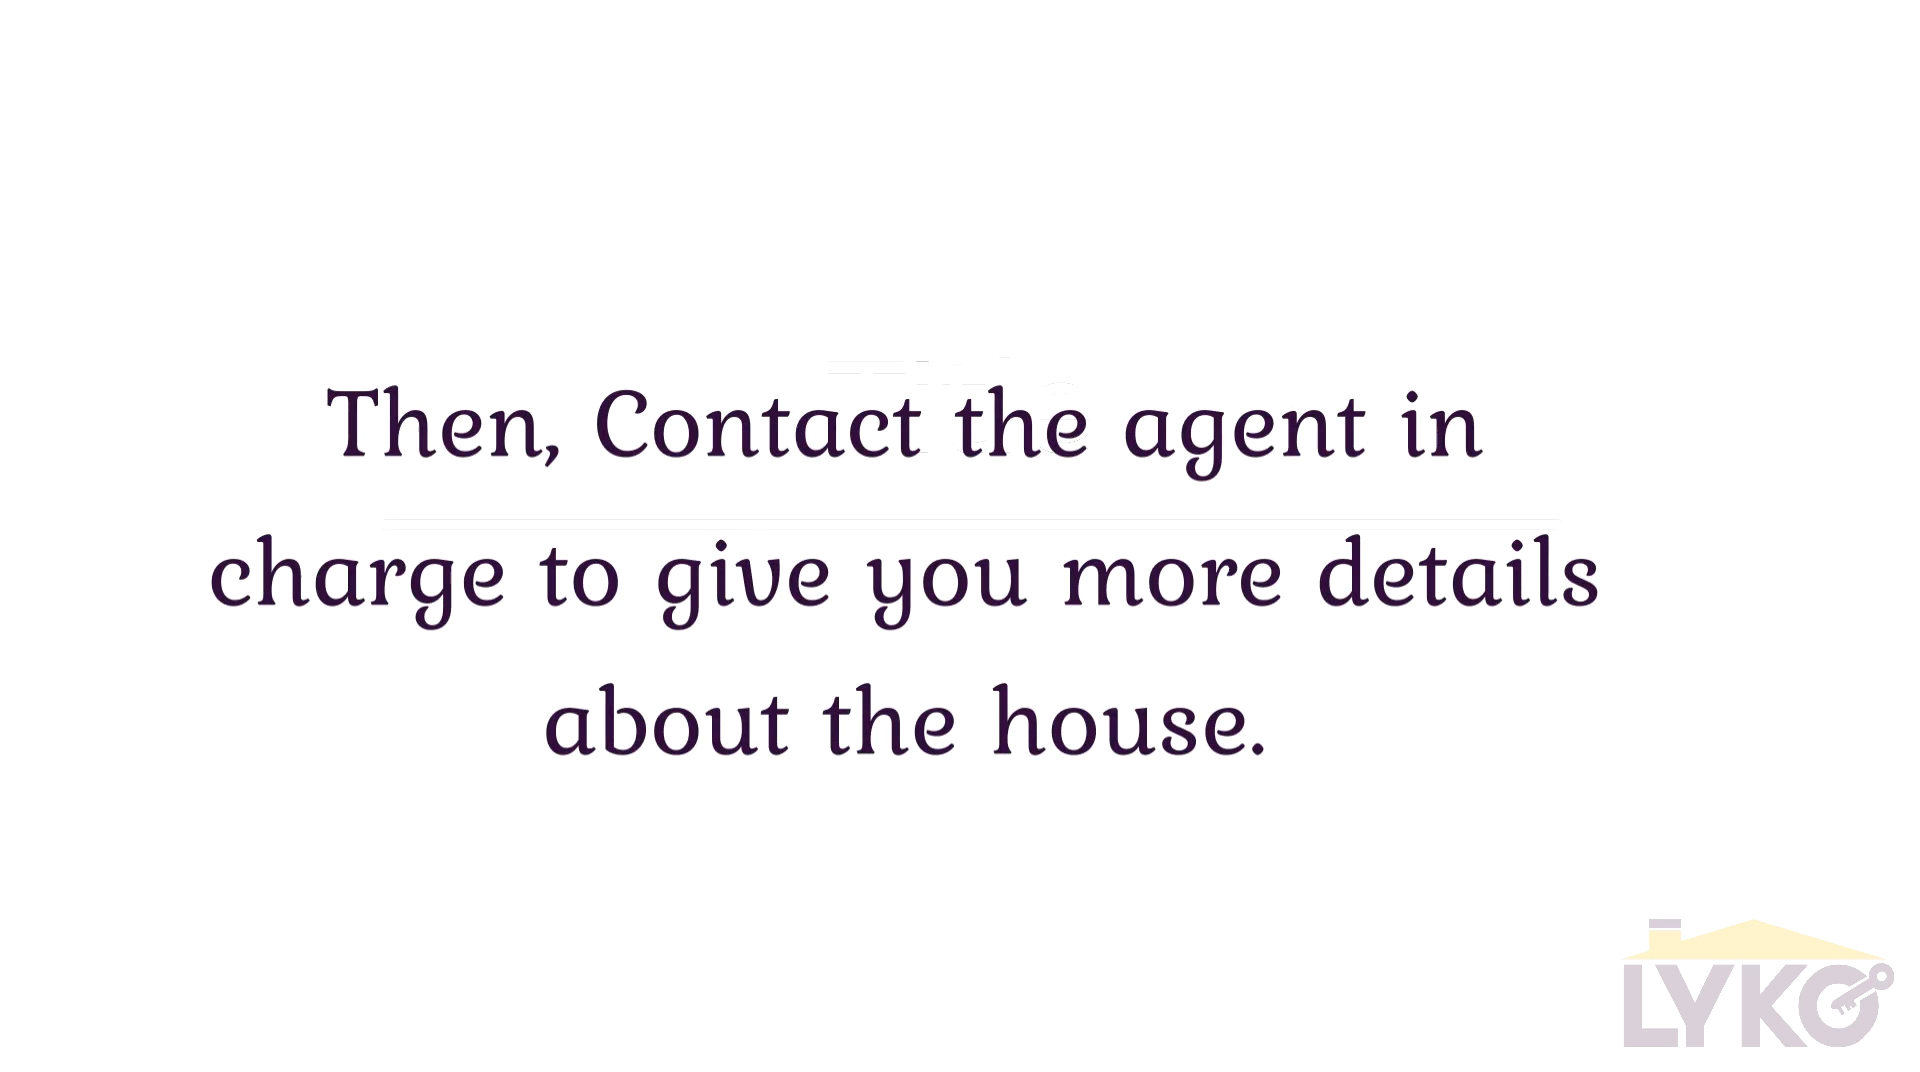 Then, Contact the agent in
charge to give you more details
about the house.
LYKO